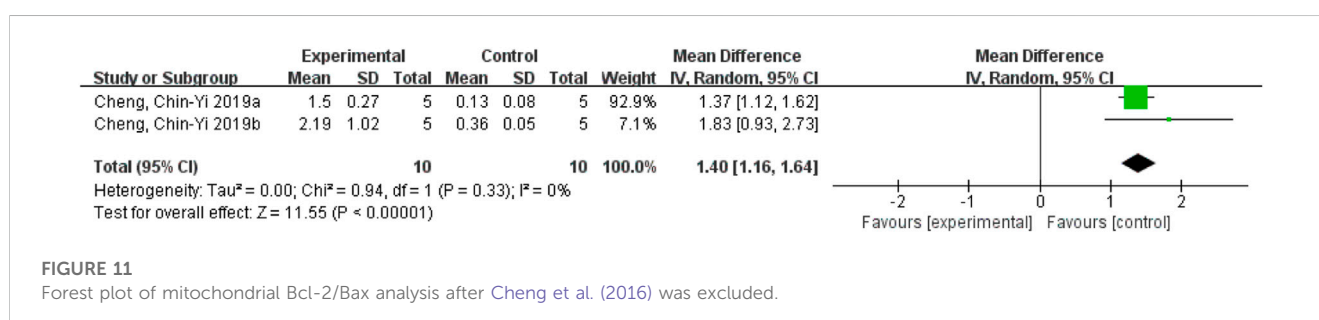 Experimental Control Mean Difference Mean Difference
Study or Subgroup Mean SD Total Mean SD Total Weight IV, Random, 95% CI IV, Random, 95% CI
Cheng, Chin-Yi 2019a 1.5 0.27 5 0.13 0.08 5 92.9% 1.37 [1.12, 1.62]
Cheng, Chin-Yi 2019b 2.19 1.02 5 0.36 0.05 5 7.1% 1.83 [0.93, 2.73]
Total (95% CI) 10 10 100.0% 1.40 [1.16, 1.64]
Heterogeneity: Tau² = 0.00; Chi² = 0.94, df = 1 (P = 0.33); I² = 0%
Test for overall effect: Z = 11.55 (P < 0.00001)
-2 -1 0 1 2
Favours [experimental] Favours [control]
FIGURE 11
Forest plot of mitochondrial Bcl-2/Bax analysis after Cheng et al. (2016) was excluded.